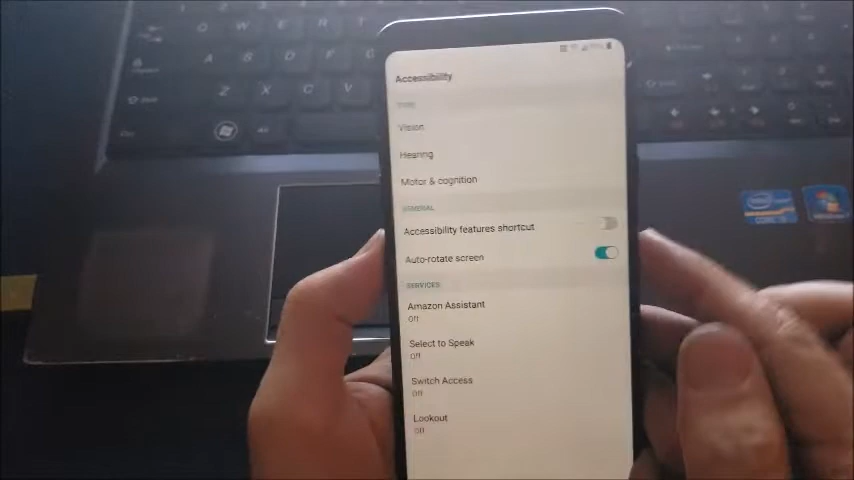 Accessibility
Vision
Hearing
Motor & cognition
GENERAL
Accessibility features shortcut
Auto-rotate screen
SERVICES
Amazon Assistant
Off
Select to Speak
Off
Switch Access
Off
Lookout
Off